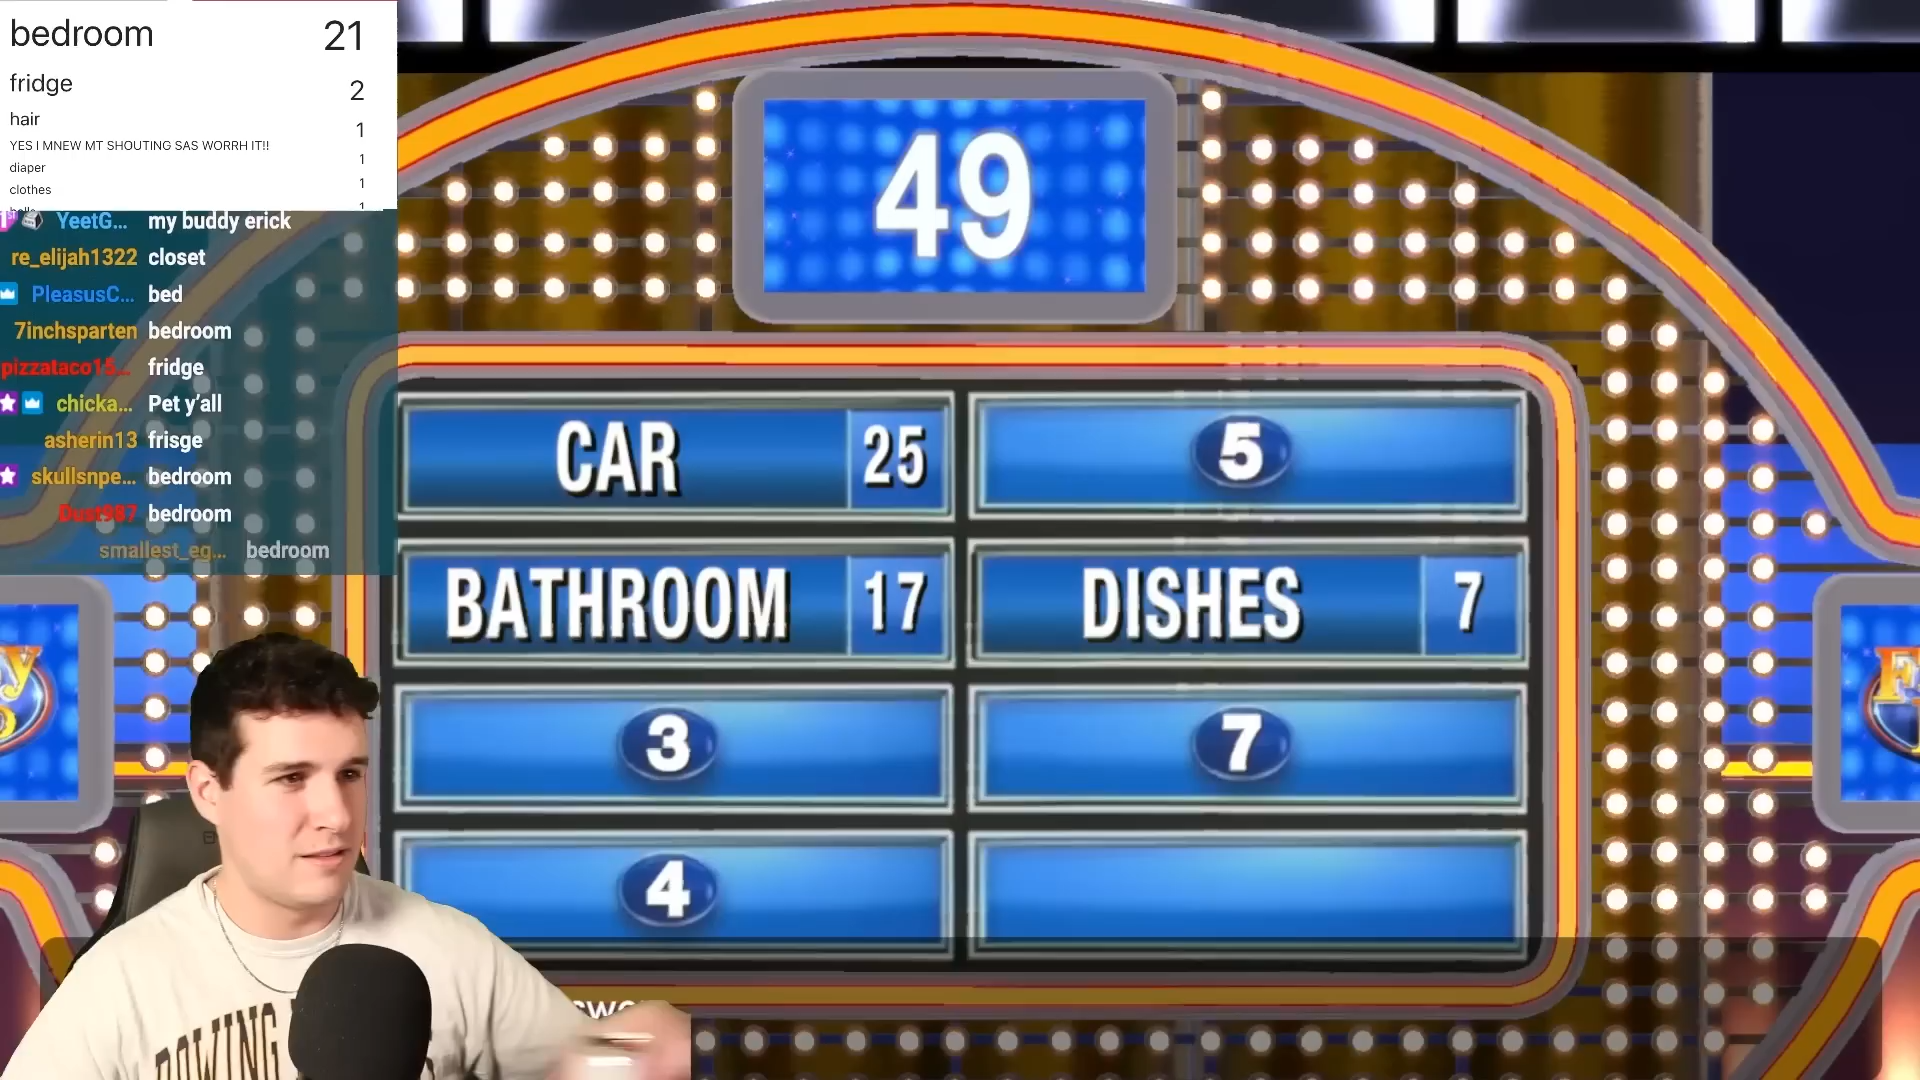 bedroom 21
fridge 2
hair 1
YES I MNEW MT SHOUTING SAS WORRH IT!! 1
diaper 1
clothes 1
YeetG... my buddy erick
re_elijah1322 closet
PleasusC... bed
7inchsparten bedroom
pizzataco15... fridge
chicka... Pet y’all
asherin13 frisge
skullsnpe... bedroom
Dust987 bedroom
smallest_eg... bedroom
49
CAR 25
5
BATHROOM 17
DISHES 7
3
7
4